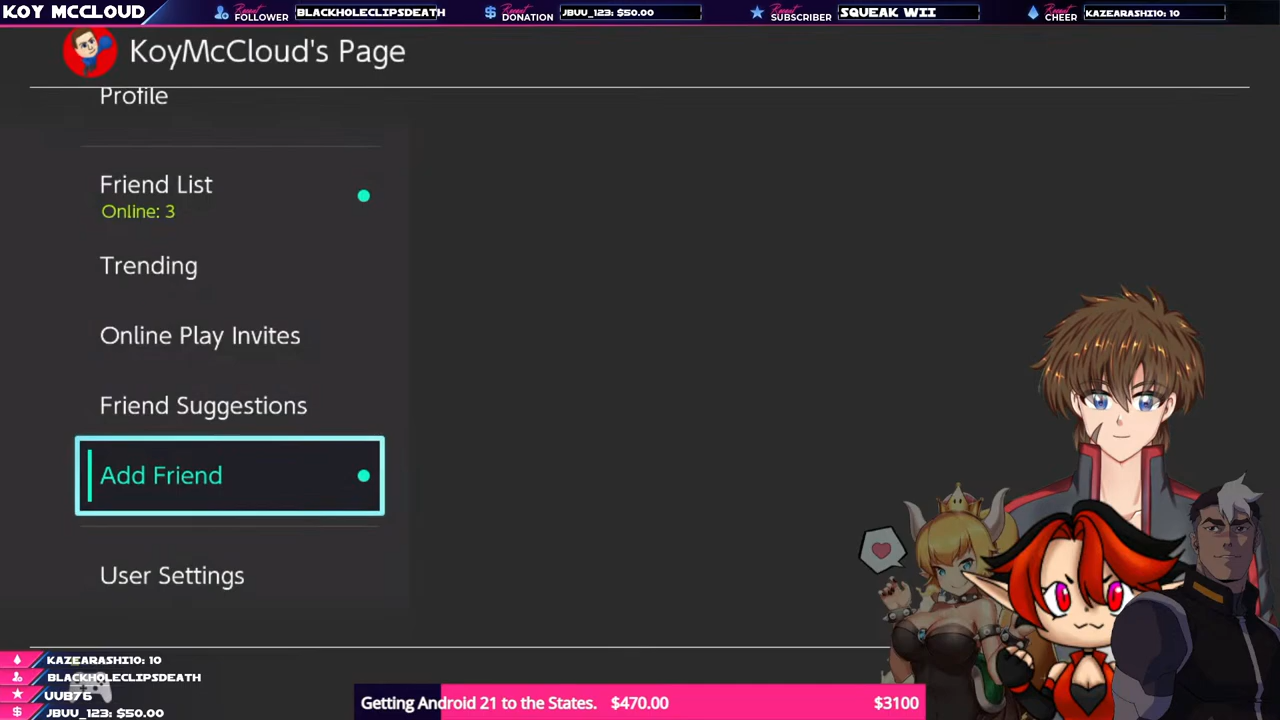 KOY MCCLOUD
Recent FOLLOWER BLACKHOLECLIPSDEATH
Recent DONATION JBUU_123: $50.00
Recent SUBSCRIBER SQUEAK WII
Recent CHEER KAZEARASHI10: 10
KoyMcCloud's Page
Profile
Friend List
Online: 3
Trending
Online Play Invites
Friend Suggestions
Add Friend
User Settings
KAZEARASHI10: 10
BLACKHOLECLIPSDEATH
UUB76
JBUU_123: $50.00
Getting Android 21 to the States. $470.00 $3100